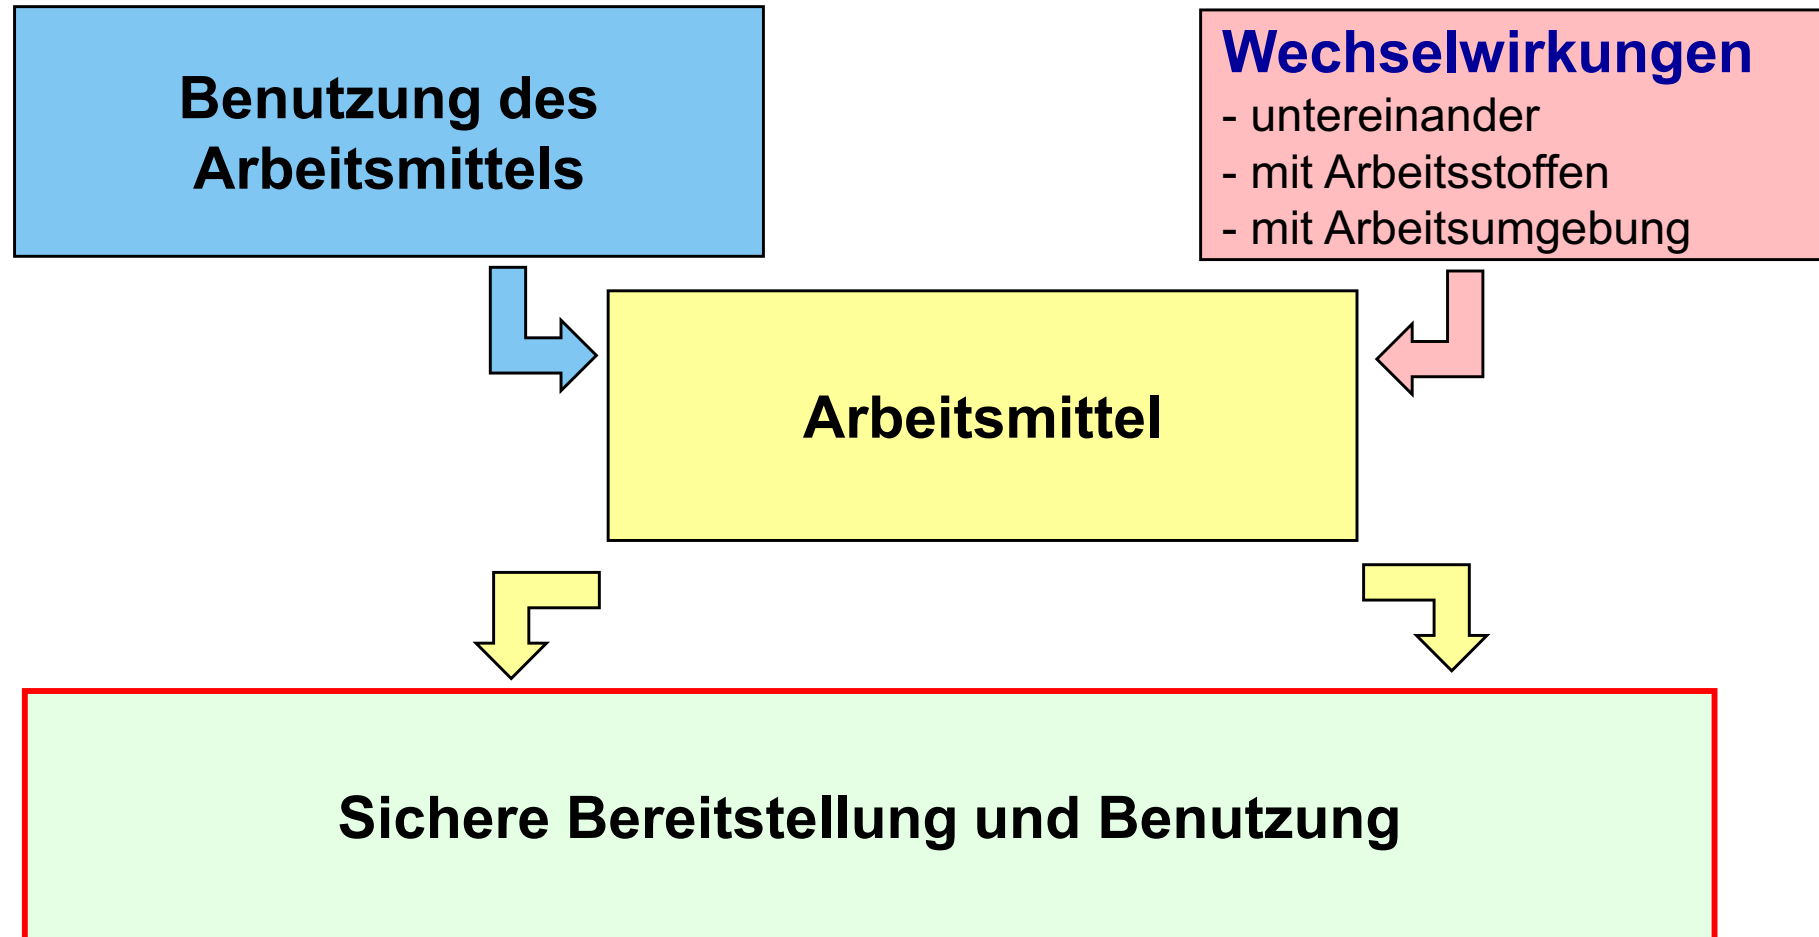 Benutzung des
Arbeitsmittels
Wechselwirkungen
- untereinander
- mit Arbeitsstoffen
- mit Arbeitsumgebung
Arbeitsmittel
Sichere Bereitstellung und Benutzung